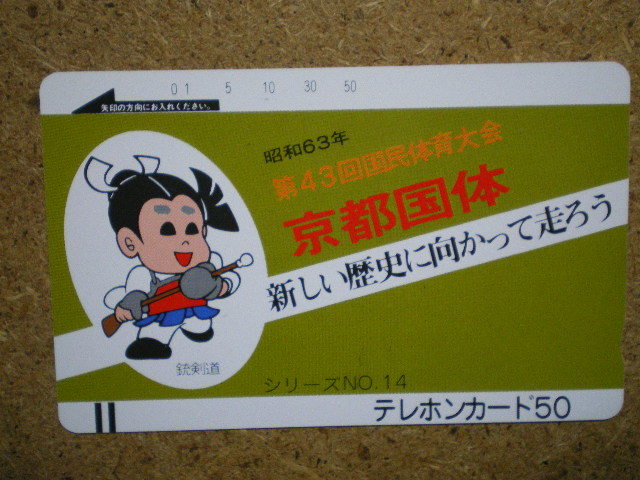 0 1 5 10 30 50
矢印の方向にお入れください。
昭和63年
第43回国民体育大会
京都国体
新しい歴史に向かって走ろう
銃剣道
シリーズNO.14
テレホンカード50